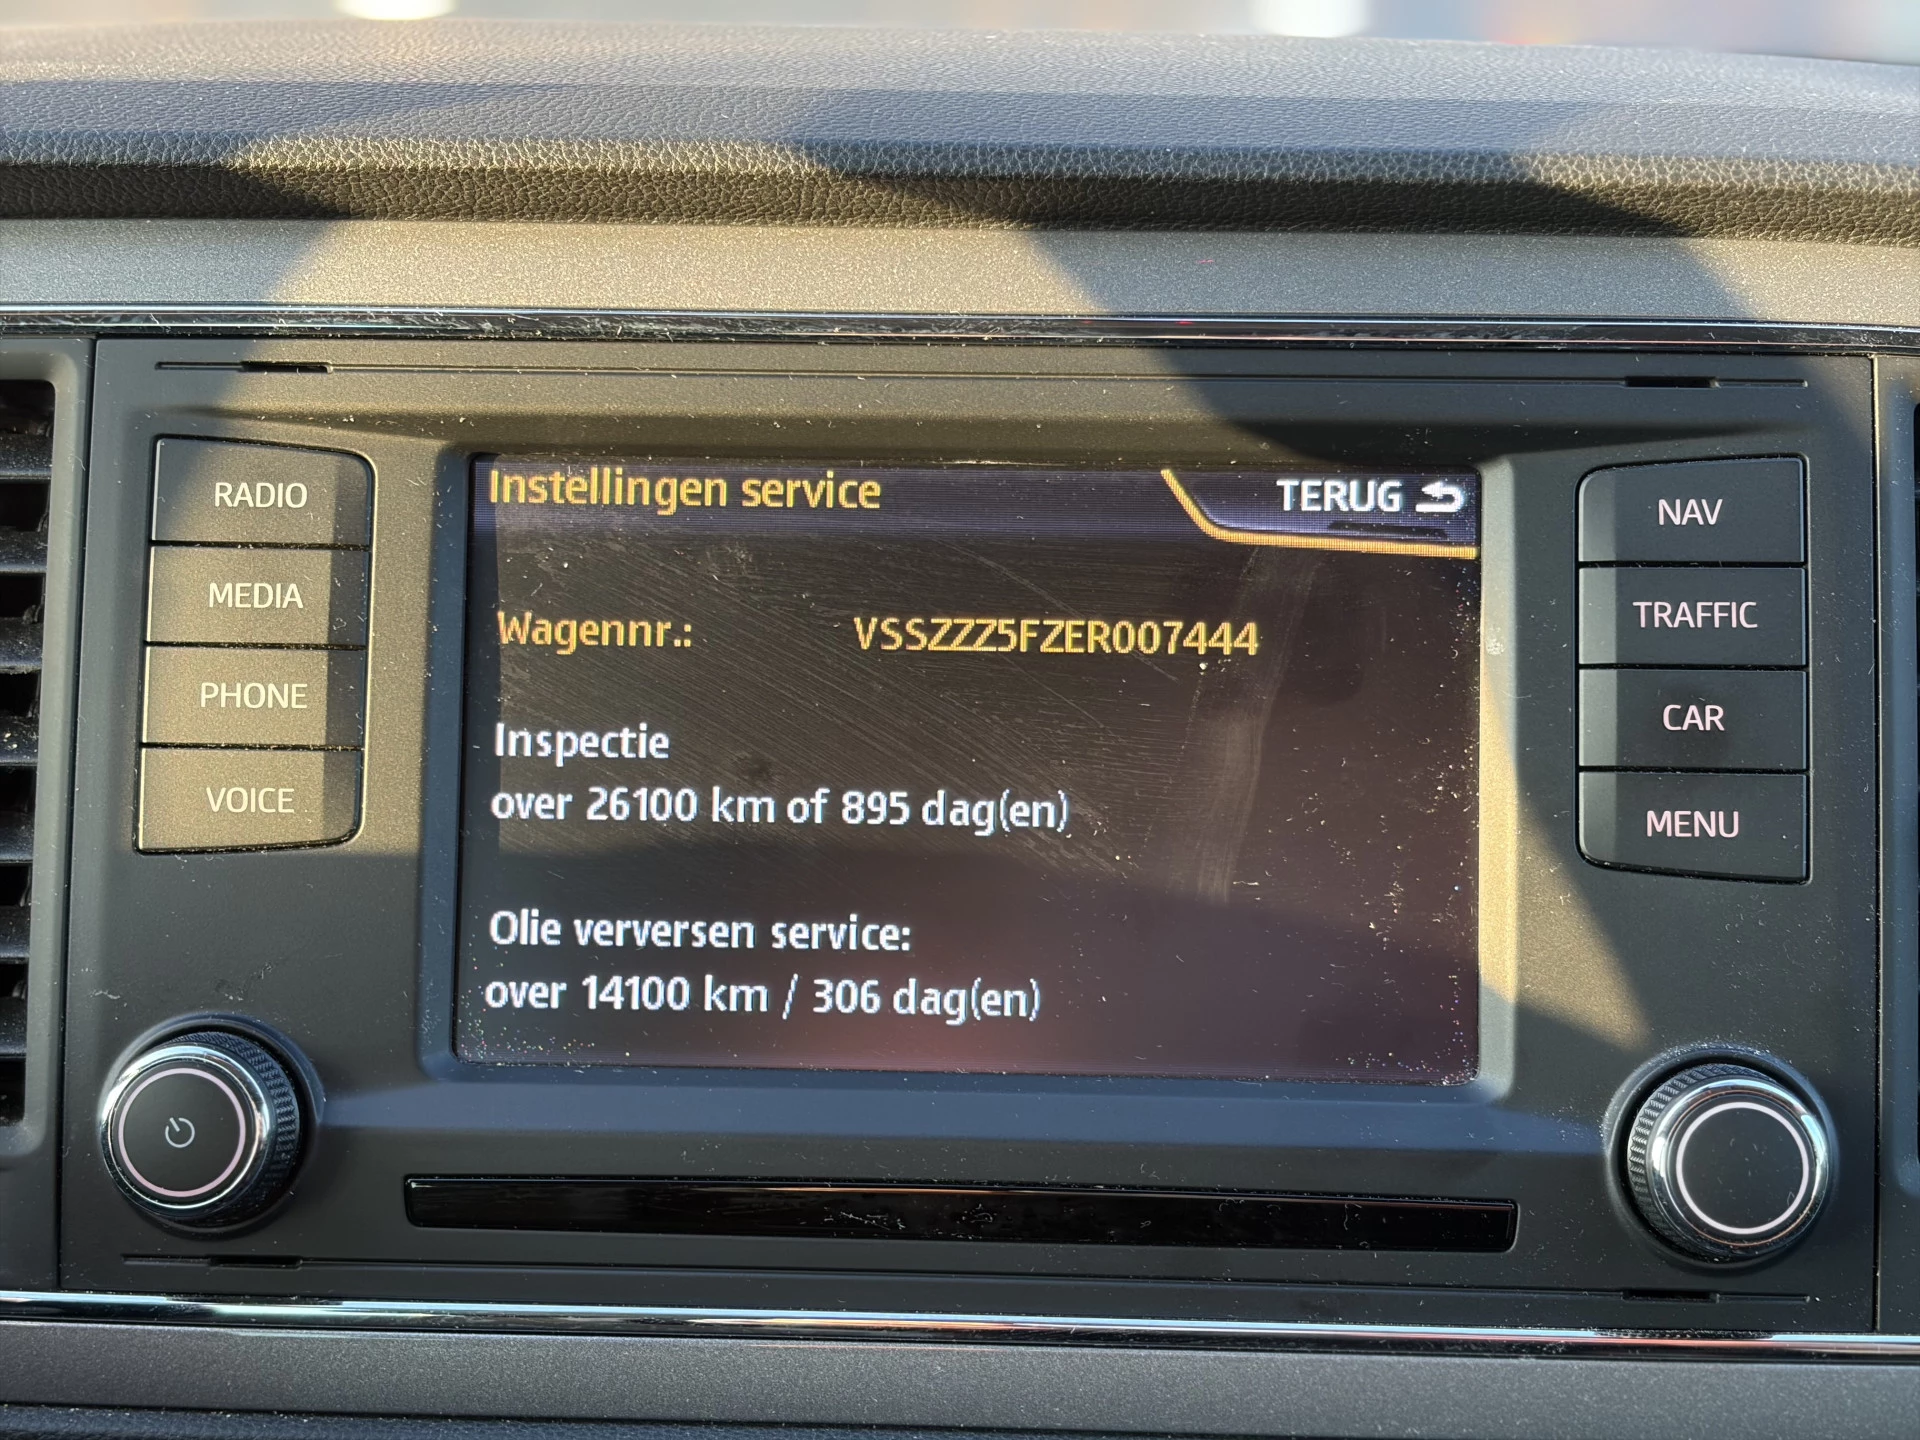 Instellingen service
TERUG
Wagennr.: VSSZZZ5FZER007444
Inspectie
over 26100 km of 895 dag(en)
Olie verversen service:
over 14100 km / 306 dag(en)
RADIO
MEDIA
PHONE
VOICE
NAV
TRAFFIC
CAR
MENU